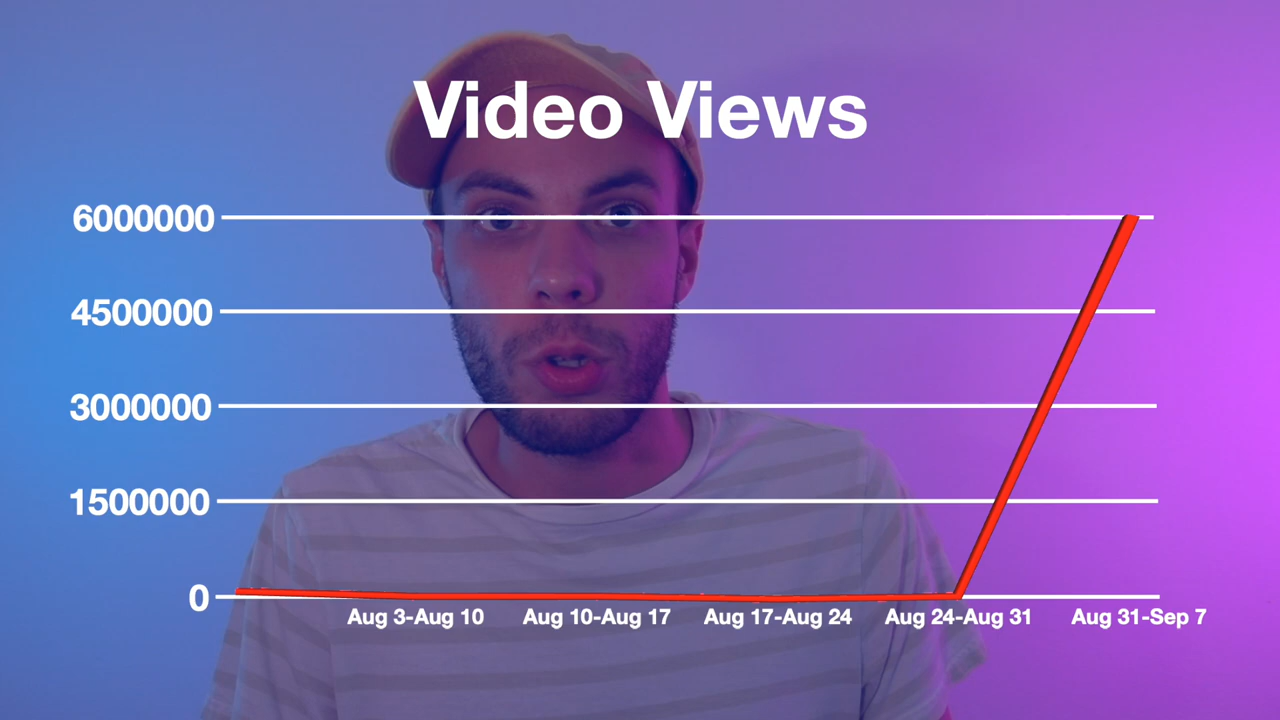 Video Views
6000000
4500000
3000000
1500000
0
Aug 3-Aug 10 Aug 10-Aug 17 Aug 17-Aug 24 Aug 24-Aug 31 Aug 31-Sep 7